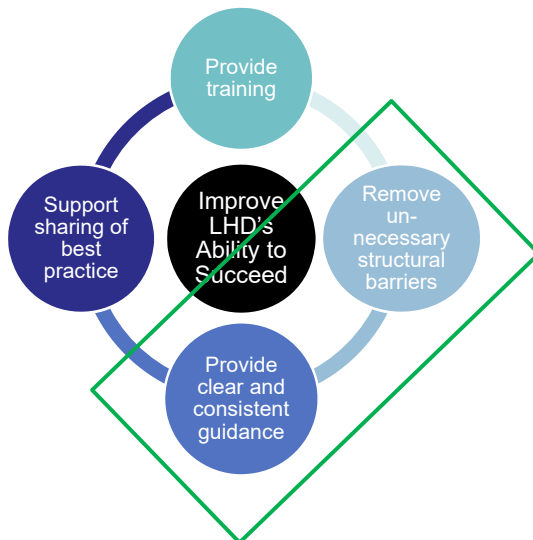 Provide
training
Support
sharing of
best
practice
Improve
LHD's
Ability to
Succeed
Remove
un-
necessary
structural
barriers
Provide
clear and
consistent
guidance